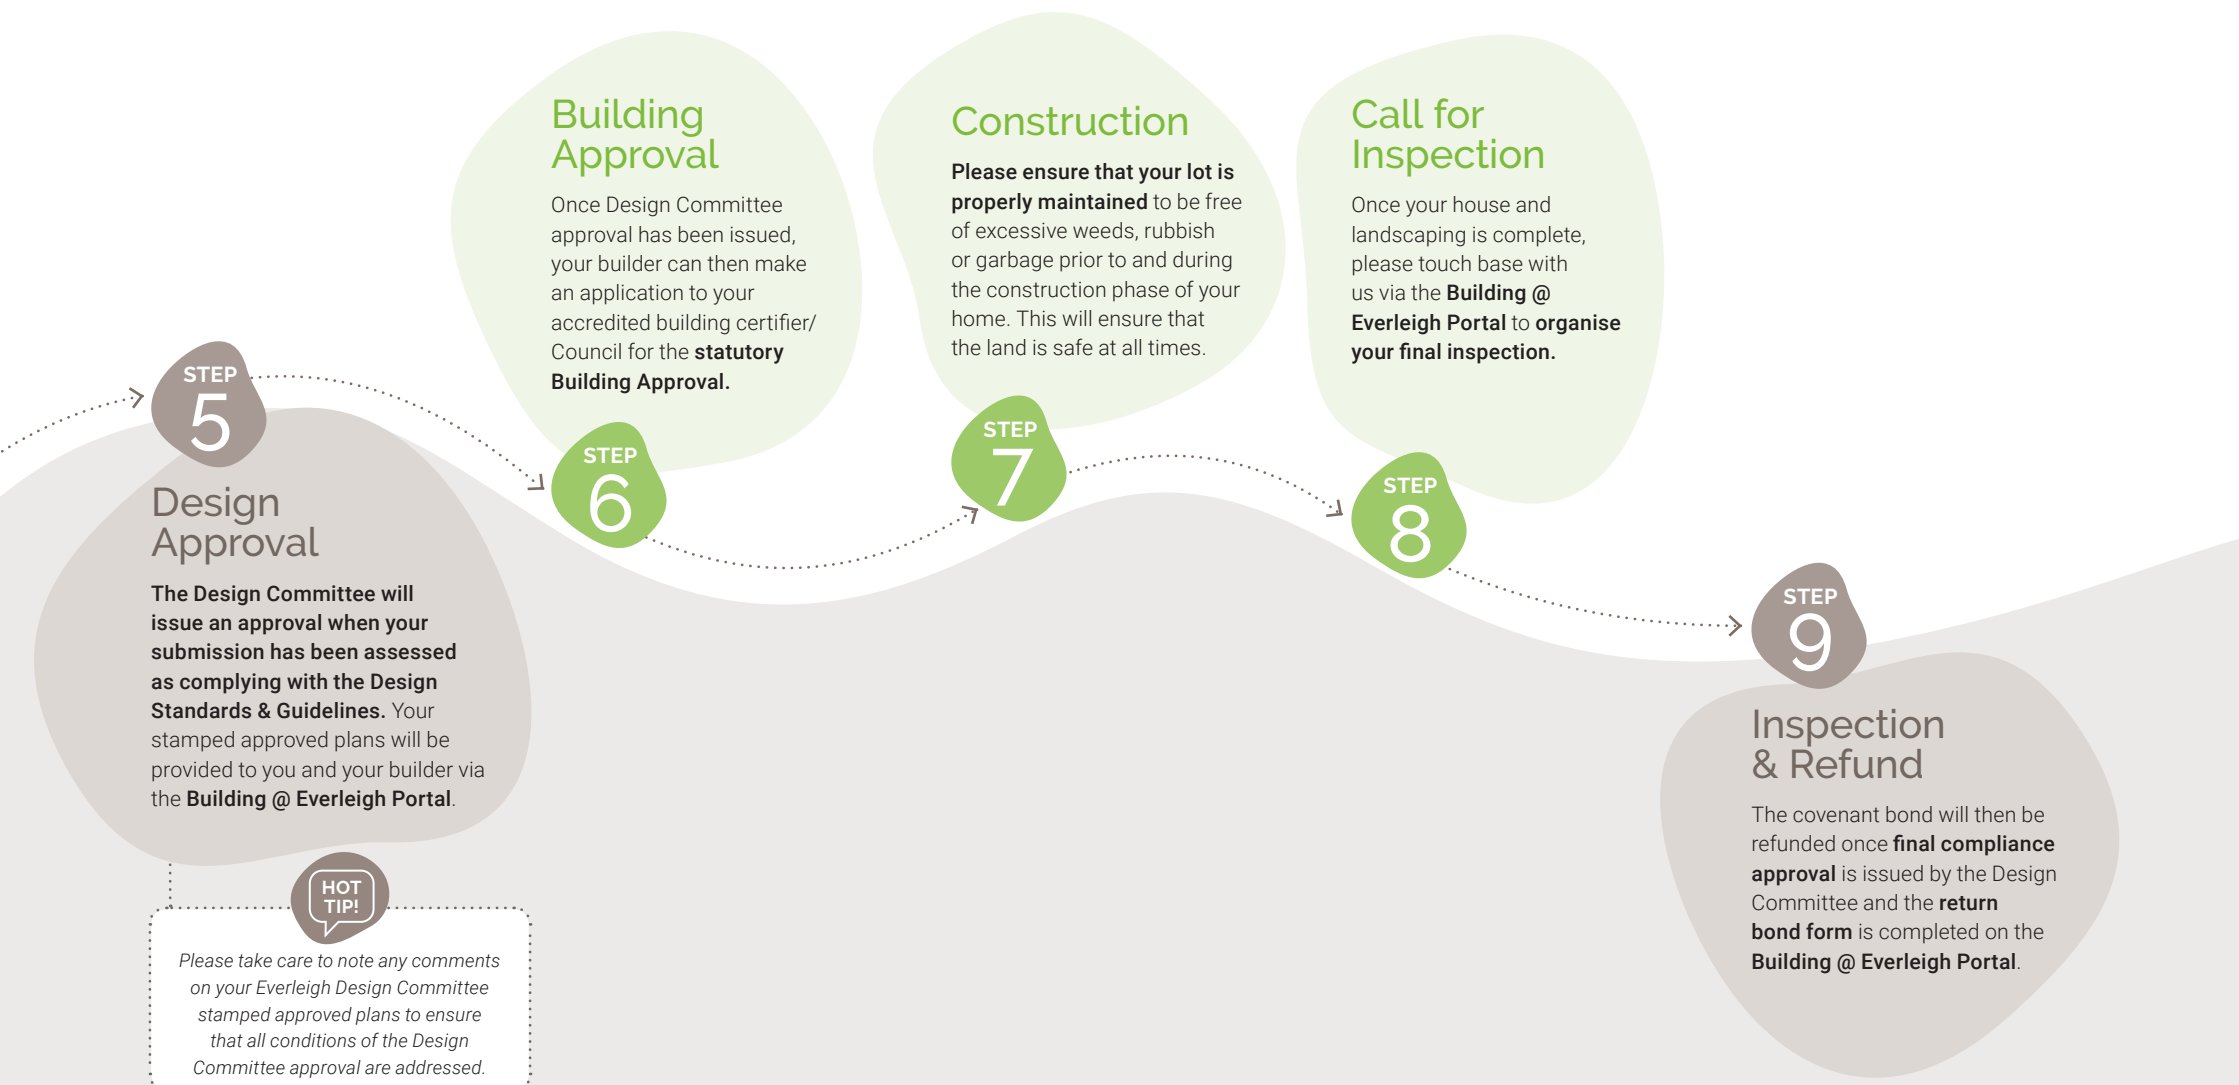 STEP
5
Design
Approval
The Design Committee will
issue an approval when your
submission has been assessed
as complying with the Design
Standards & Guidelines. Your
stamped approved plans will be
provided to you and your builder via
the Building @ Everleigh Portal.
HOT
TIP!
Please take care to note any comments
on your Everleigh Design Committee
stamped approved plans to ensure
that all conditions of the Design
Committee approval are addressed.
Building
Approval
Once Design Committee
approval has been issued,
your builder can then make
an application to your
accredited building certifier/
Council for the statutory
Building Approval.
STEP
6
Construction
Please ensure that your lot is
properly maintained to be free
of excessive weeds, rubbish
or garbage prior to and during
the construction phase of your
home. This will ensure that
the land is safe at all times.
STEP
7
Call for
Inspection
Once your house and
landscaping is complete,
please touch base with
us via the Building @
Everleigh Portal to organise
your final inspection.
STEP
8
STEP
9
Inspection
& Refund
The covenant bond will then be
refunded once final compliance
approval is issued by the Design
Committee and the return
bond form is completed on the
Building @ Everleigh Portal.